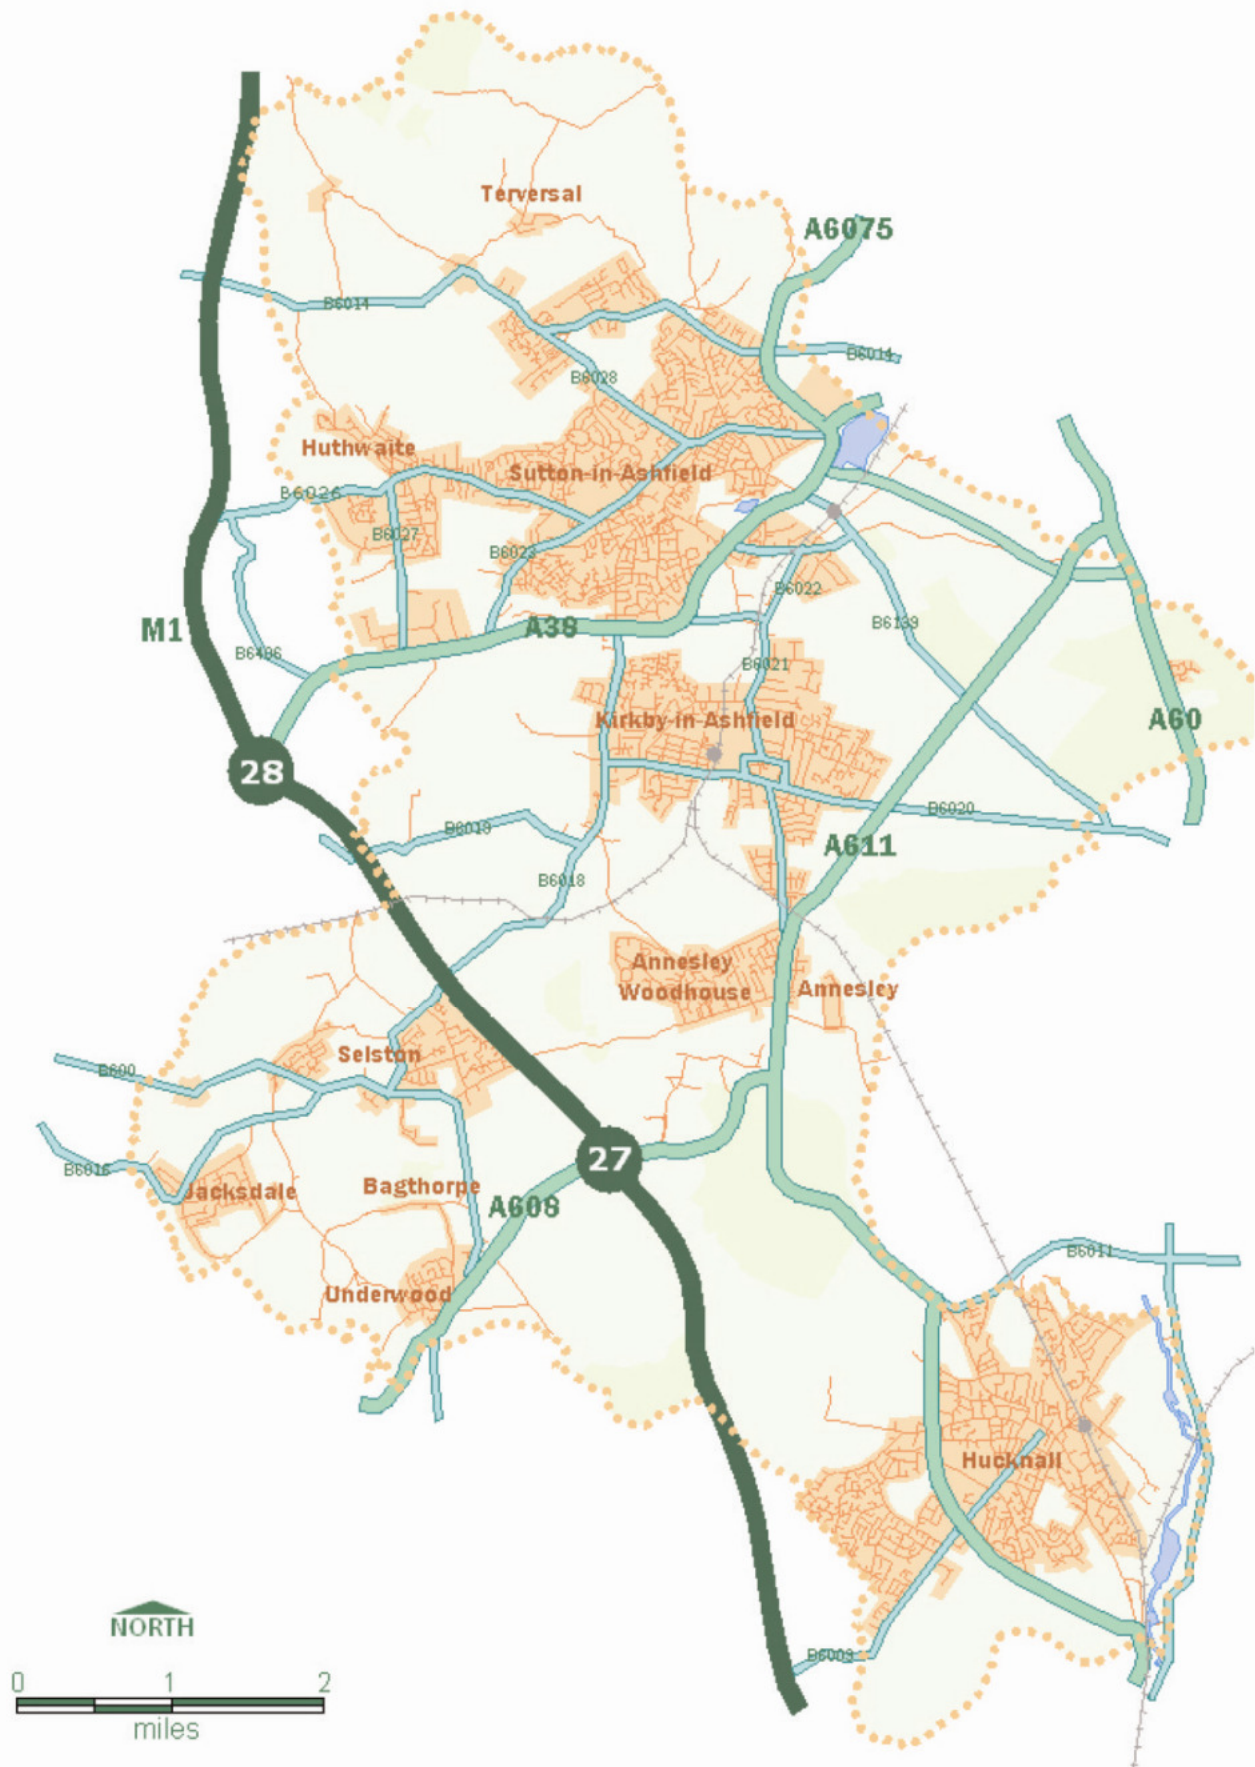 Terversal
A6075
B6014
B6014
B6028
Huthwaite
Sutton-in-Ashfield
B6026
B6027
B6023
B6022
M1
A38
B6139
B6021
Kirkby-in-Ashfield
A60
28
B6019
B6020
A611
B6018
Annesley
Woodhouse
Annesley
Selston
B600
27
B6016
Jacksdale
Bagthorpe
A608
B6011
Underwood
Hucknall
NORTH
B6009
0 1 2
miles